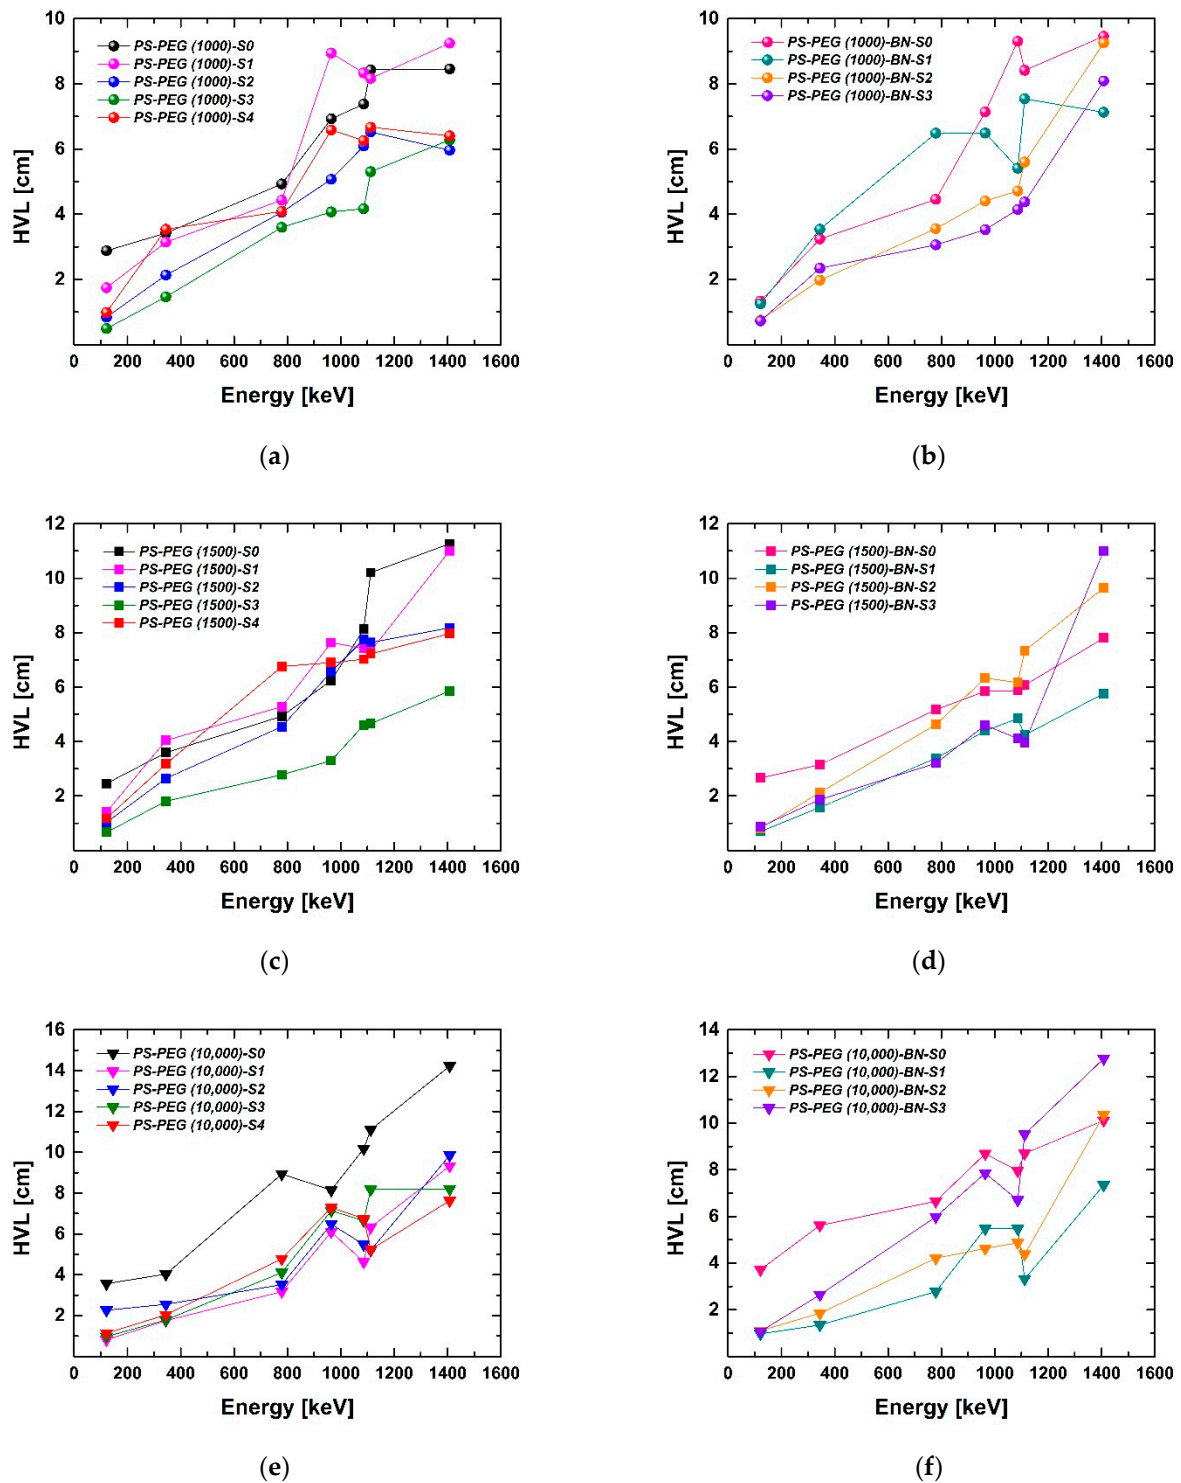 10
8
6
4
2
HVL [cm]
PS-PEG (1000)-S0
PS-PEG (1000)-S1
PS-PEG (1000)-S2
PS-PEG (1000)-S3
PS-PEG (1000)-S4
0 200 400 600 800 1000 1200 1400 1600
Energy [keV]
(a)
10
8
6
4
2
HVL [cm]
PS-PEG (1000)-BN-S0
PS-PEG (1000)-BN-S1
PS-PEG (1000)-BN-S2
PS-PEG (1000)-BN-S3
0 200 400 600 800 1000 1200 1400 1600
Energy [keV]
(b)
12
10
8
6
4
2
HVL [cm]
PS-PEG (1500)-S0
PS-PEG (1500)-S1
PS-PEG (1500)-S2
PS-PEG (1500)-S3
PS-PEG (1500)-S4
0 200 400 600 800 1000 1200 1400 1600
Energy [keV]
(c)
12
10
8
6
4
2
HVL [cm]
PS-PEG (1500)-BN-S0
PS-PEG (1500)-BN-S1
PS-PEG (1500)-BN-S2
PS-PEG (1500)-BN-S3
0 200 400 600 800 1000 1200 1400 1600
Energy [keV]
(d)
16
14
12
10
8
6
4
2
HVL [cm]
PS-PEG (10,000)-S0
PS-PEG (10,000)-S1
PS-PEG (10,000)-S2
PS-PEG (10,000)-S3
PS-PEG (10,000)-S4
0 200 400 600 800 1000 1200 1400 1600
Energy [keV]
(e)
14
12
10
8
6
4
2
HVL [cm]
PS-PEG (10,000)-BN-S0
PS-PEG (10,000)-BN-S1
PS-PEG (10,000)-BN-S2
PS-PEG (10,000)-BN-S3
0 200 400 600 800 1000 1200 1400 1600
Energy [keV]
(f)